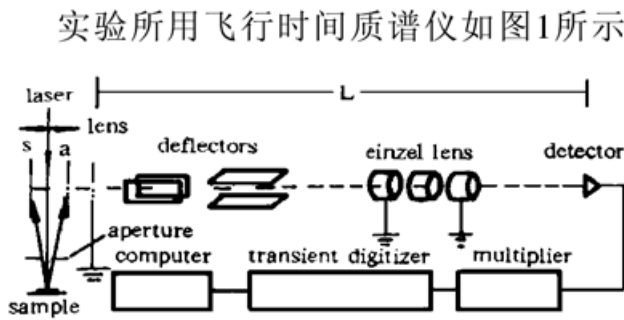 实验所用飞行时间质谱仪如图1所示
L
laser
lens
s
a
deflectors
einzel lens
detector
aperture
computer
transient digitizer
multiplier
sample